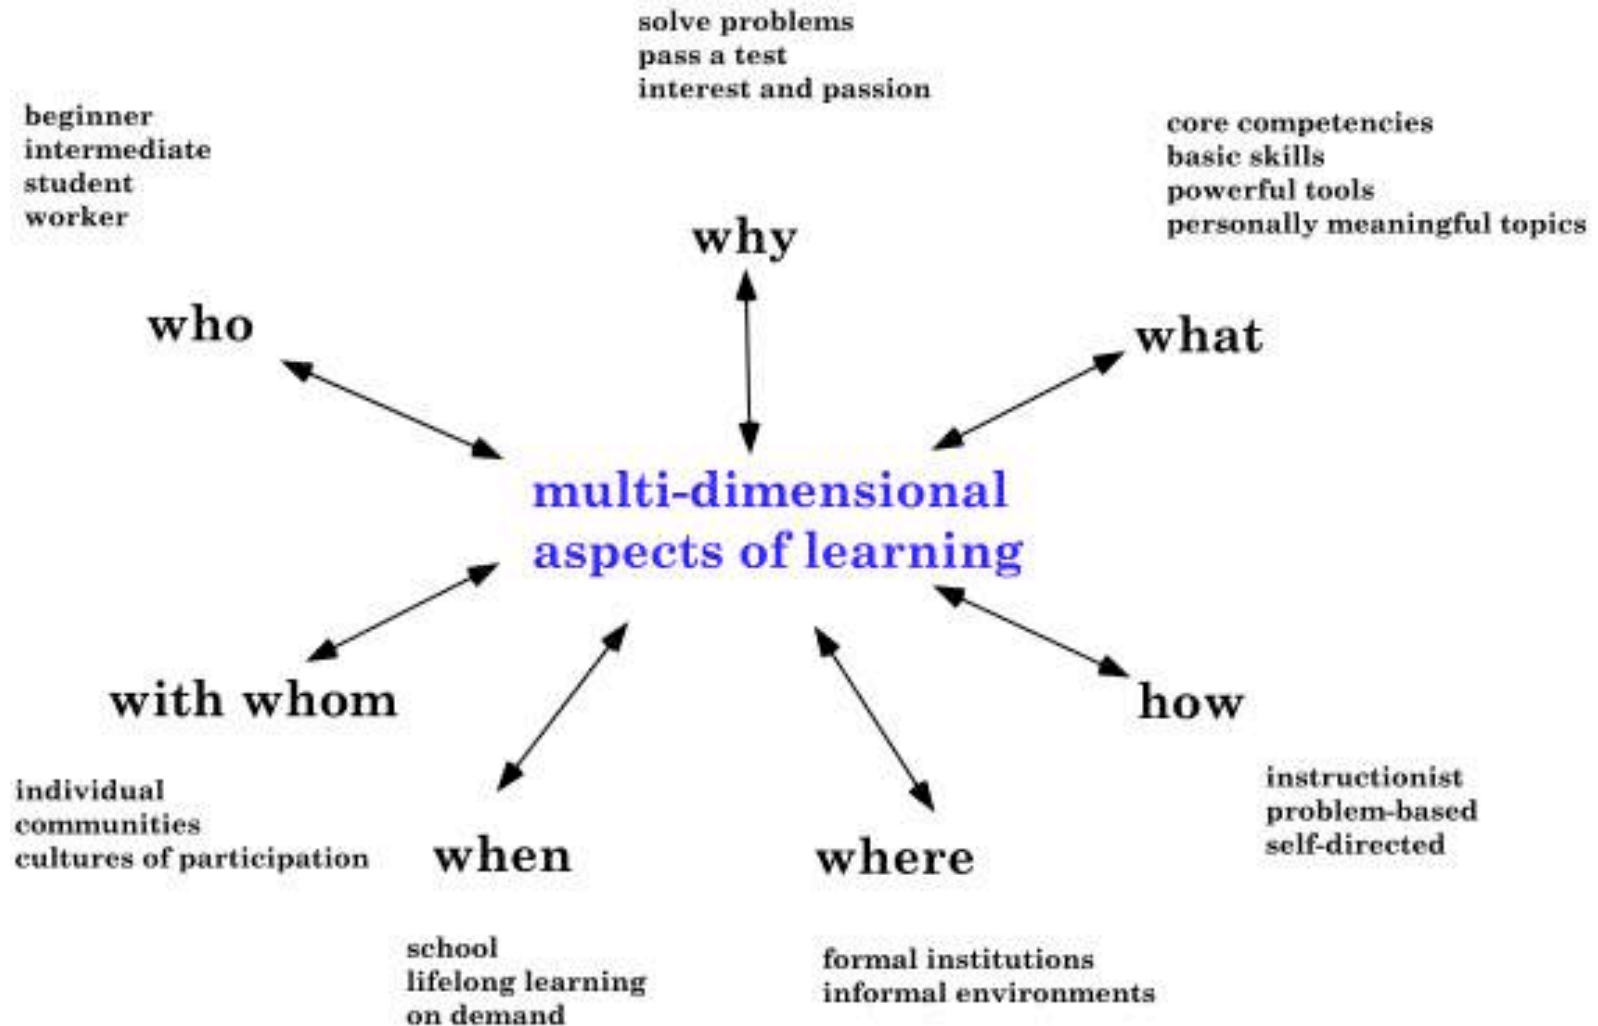 solve problems
pass a test
interest and passion
beginner
intermediate
student
worker
core competencies
basic skills
powerful tools
personally meaningful topics
why
who
what
multi-dimensional
aspects of learning
with whom
how
individual
communities
cultures of participation
instructionist
problem-based
self-directed
when
where
school
lifelong learning
on demand
formal institutions
informal environments